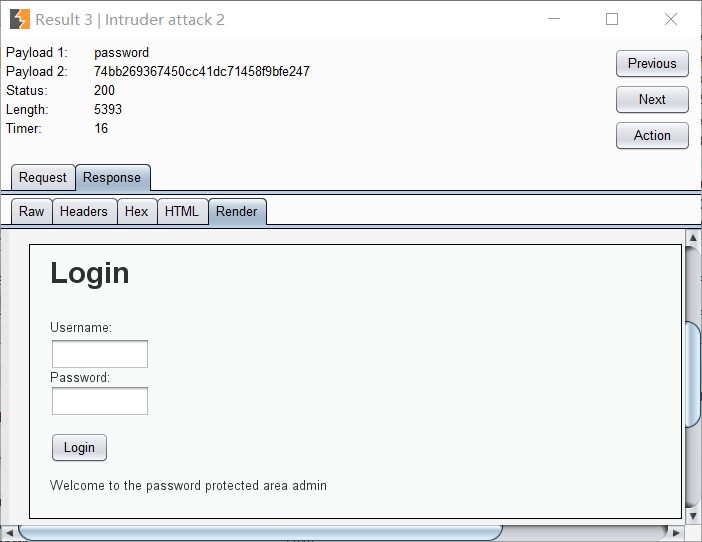 Result 3 | Intruder attack 2
Payload 1: password
Payload 2: 74bb269367450cc41dc71458f9bfe247
Status: 200
Length: 5393
Timer: 16
Previous
Next
Action
Request Response
Raw Headers Hex HTML Render
Login
Username:
Password:
Login
Welcome to the password protected area admin